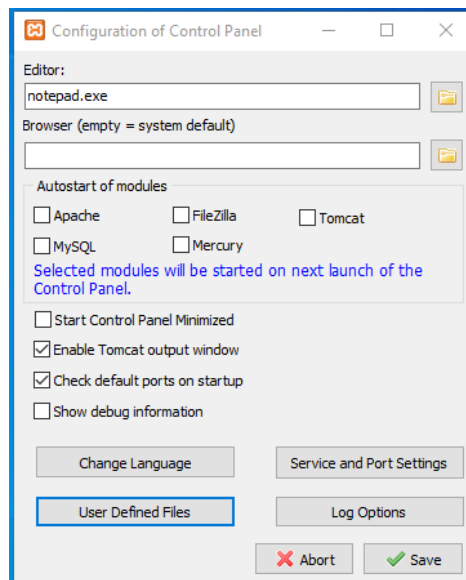 Configuration of Control Panel
Editor:
notepad.exe
Browser (empty = system default)
Autostart of modules
Apache FileZilla Tomcat
MySQL Mercury
Selected modules will be started on next launch of the
Control Panel.
Start Control Panel Minimized
Enable Tomcat output window
Check default ports on startup
Show debug information
Change Language Service and Port Settings
User Defined Files Log Options
Abort Save